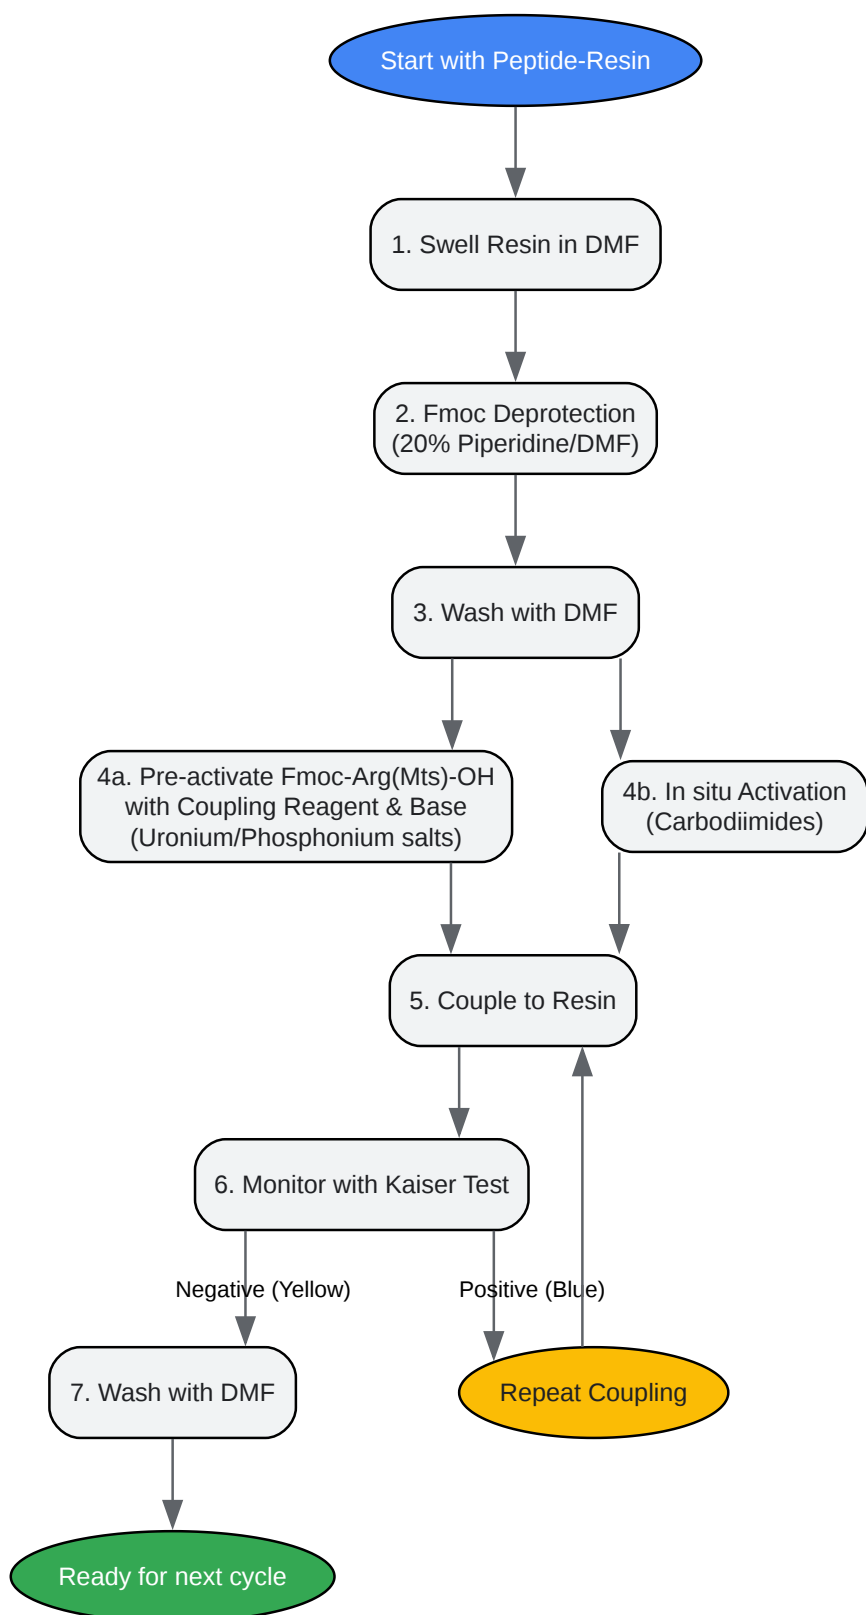 Start with Peptide-Resin
1. Swell Resin in DMF
2. Fmoc Deprotection
(20% Piperidine/DMF)
3. Wash with DMF
4a. Pre-activate Fmoc-Arg(Mts)-OH
with Coupling Reagent & Base
(Uronium/Phosphonium salts)
4b. In situ Activation
(Carbodiimides)
5. Couple to Resin
6. Monitor with Kaiser Test
Negative (Yellow)
Positive (Blue)
7. Wash with DMF
Repeat Coupling
Ready for next cycle